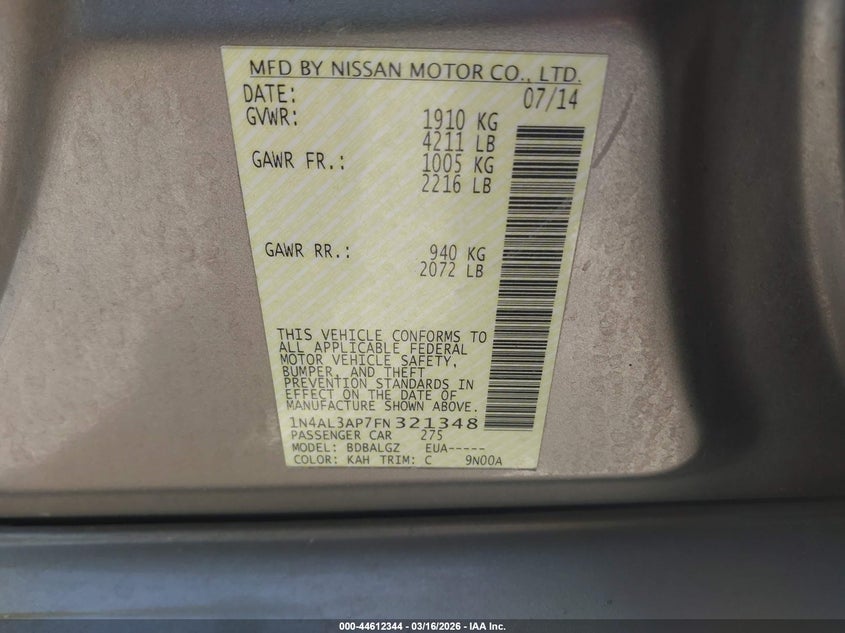 MFD BY NISSAN MOTOR CO., LTD.
DATE: 07/14
GVWR: 1910 KG
4211 LB
GAWR FR.: 1005 KG
2216 LB
GAWR RR.: 940 KG
2072 LB
THIS VEHICLE CONFORMS TO
ALL APPLICABLE FEDERAL
MOTOR VEHICLE SAFETY,
BUMPER, AND THEFT
PREVENTION STANDARDS IN
EFFECT ON THE DATE OF
MANUFACTURE SHOWN ABOVE.
1N4AL3AP7FN321348
PASSENGER CAR 275
MODEL: BDBALGZ EUA-----
COLOR: KAH TRIM: C 9N00A
000-44612344 - 03/16/2026 - IAA Inc.